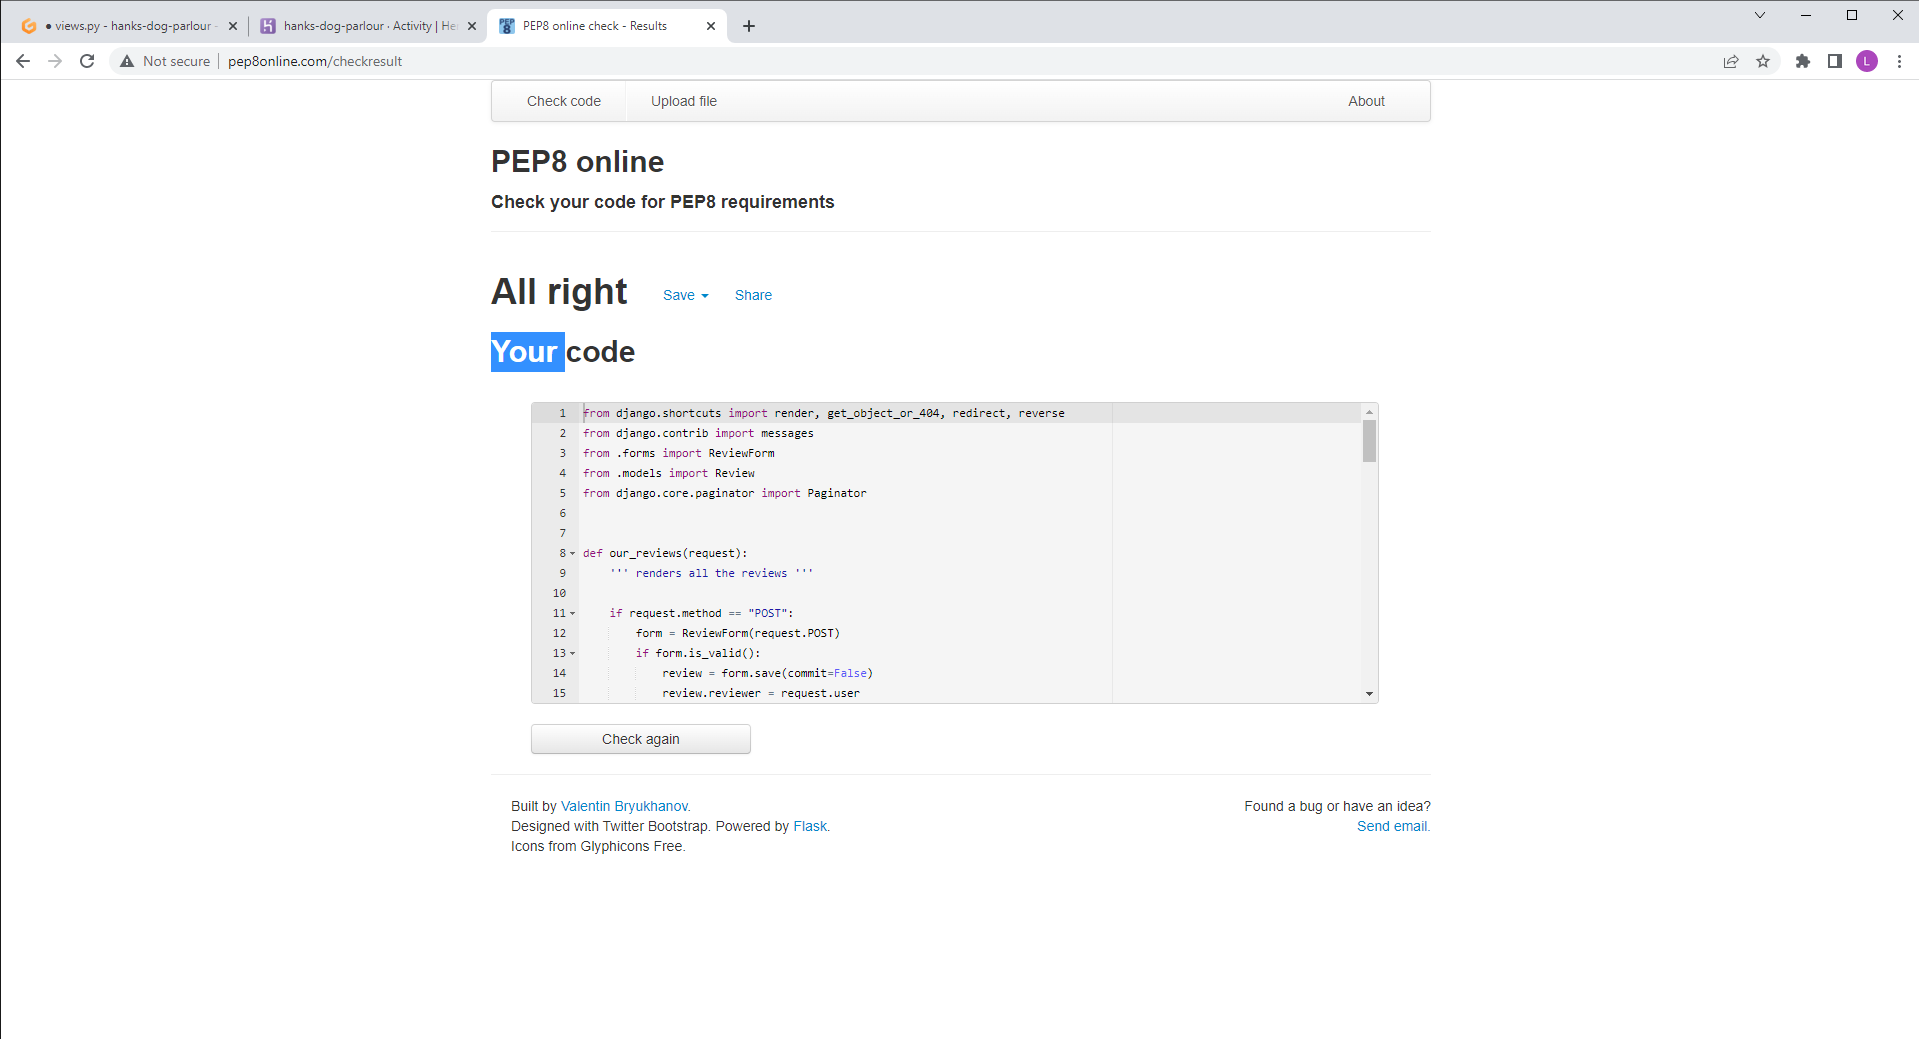 ● views.py - hanks-dog-parlour -
hanks-dog-parlour · Activity | He
PEP8 online check - Results
Not secure
pep8online.com/checkresult
L
Check code
Upload file
About
PEP8 online
Check your code for PEP8 requirements
All right
Save
Share
Your code
1 from django.shortcuts import render, get_object_or_404, redirect, reverse
2 from django.contrib import messages
3 from .forms import ReviewForm
4 from .models import Review
5 from django.core.paginator import Paginator
6
7
8 def our_reviews(request):
9 ''' renders all the reviews '''
10
11 if request.method == "POST":
12 form = ReviewForm(request.POST)
13 if form.is_valid():
14 review = form.save(commit=False)
15 review.reviewer = request.user
Check again
Built by Valentin Bryukhanov.
Designed with Twitter Bootstrap. Powered by Flask.
Icons from Glyphicons Free.
Found a bug or have an idea?
Send email.